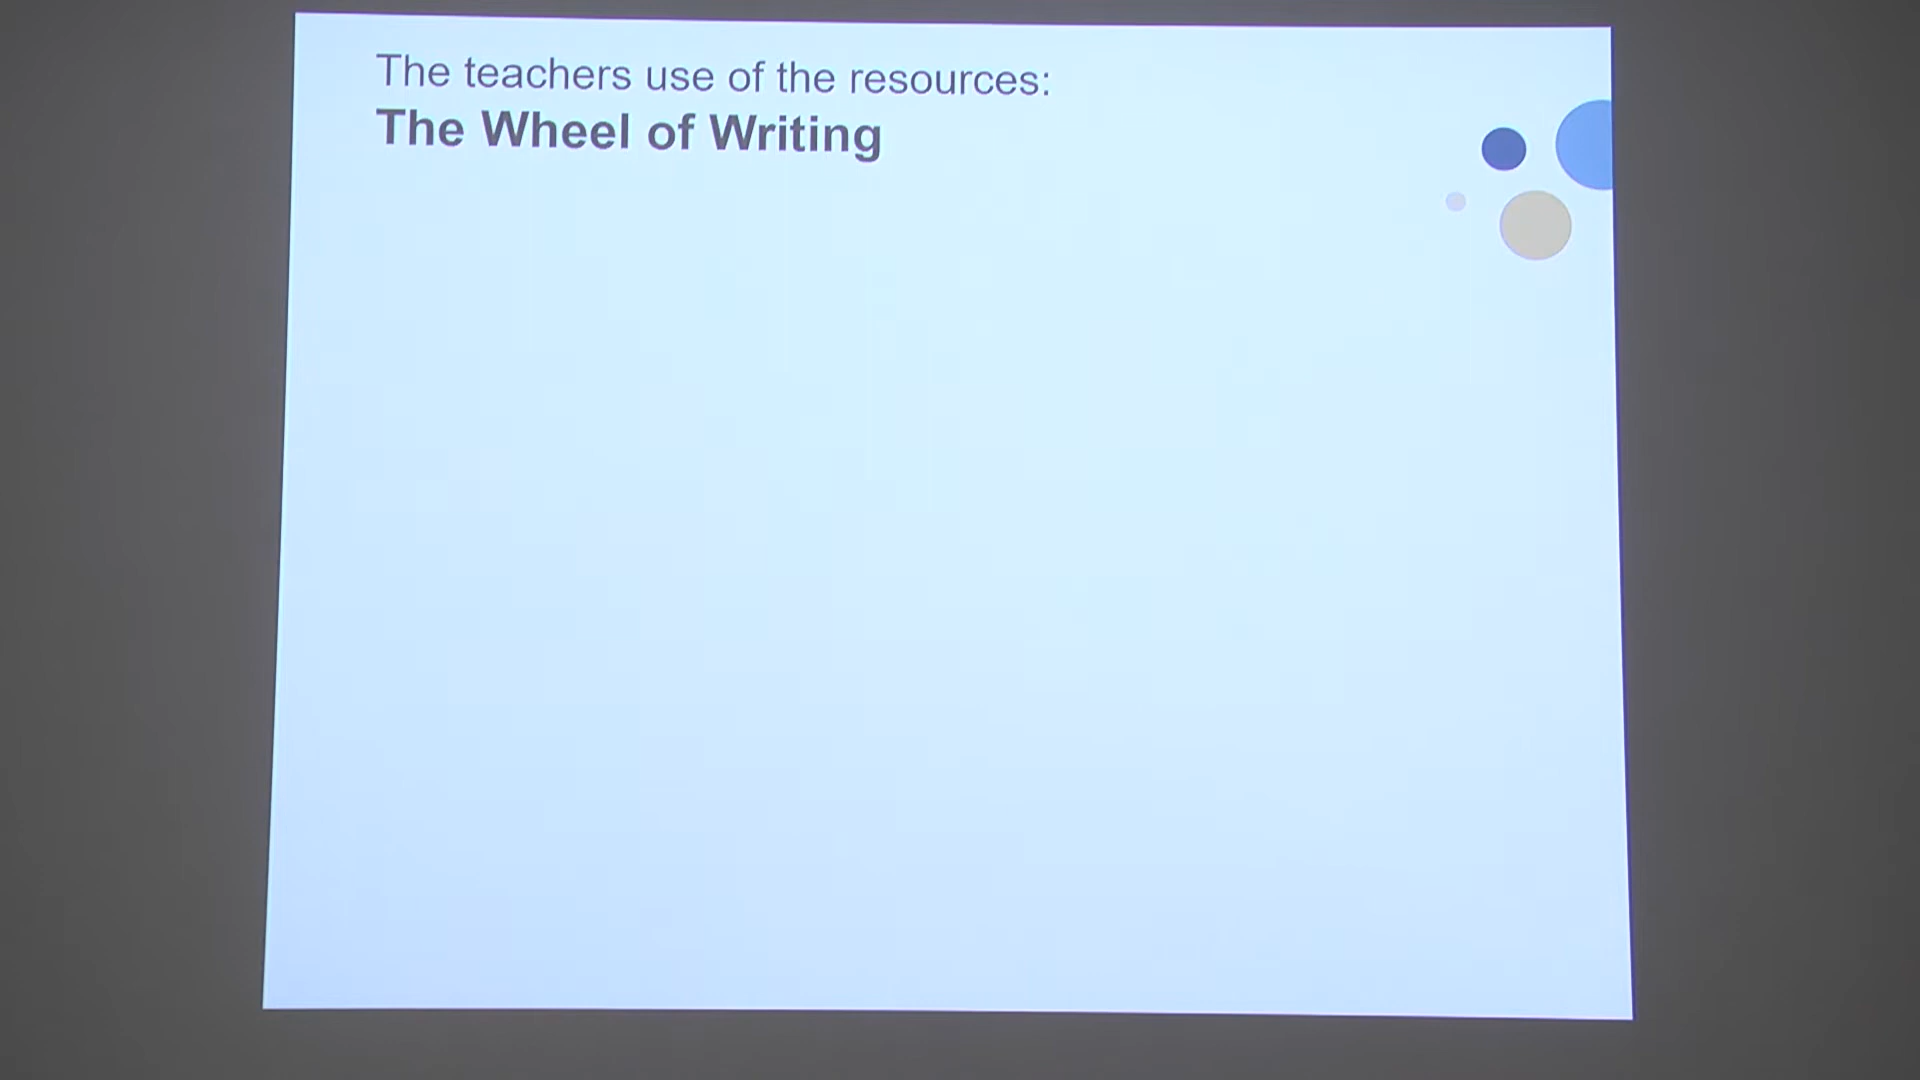 The teachers use of the resources:
The Wheel of Writing